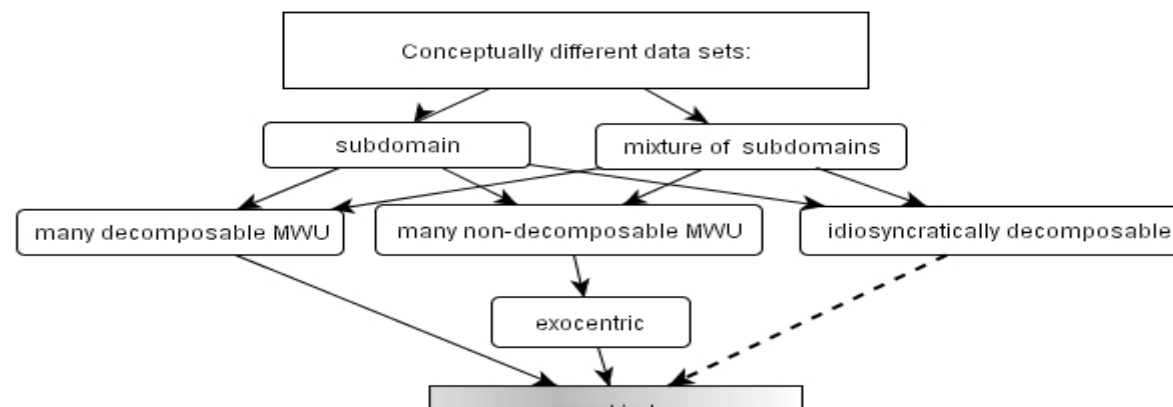 Conceptually different data sets:
subdomain
mixture of subdomains
many decomposable MWU
many non-decomposable MWU
idiosyncratically decomposable
exocentric